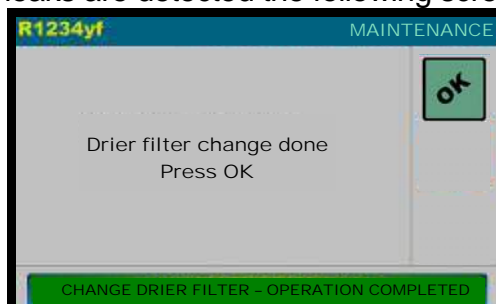 leaks are detected the following scre
R1234yf MAINTENANCE
OK
Drier filter change done
Press OK
CHANGE DRIER FILTER - OPERATION COMPLETED